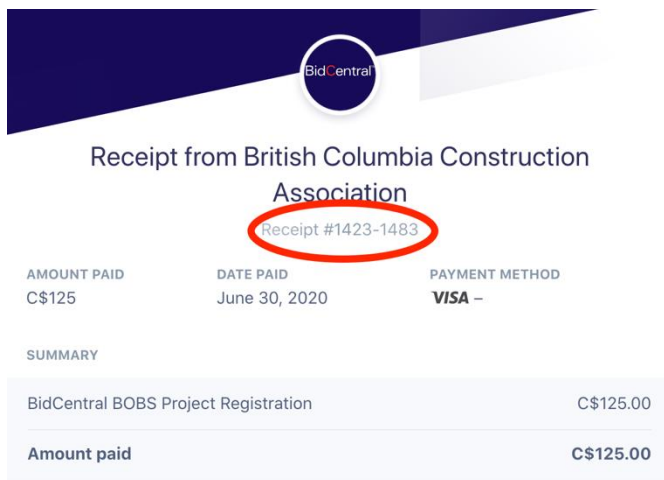 BidCentral
Receipt from British Columbia Construction
Association
Receipt #1423-1483
AMOUNT PAID DATE PAID PAYMENT METHOD
C$125 June 30, 2020 VISA –
SUMMARY
BidCentral BOBS Project Registration C$125.00
Amount paid C$125.00